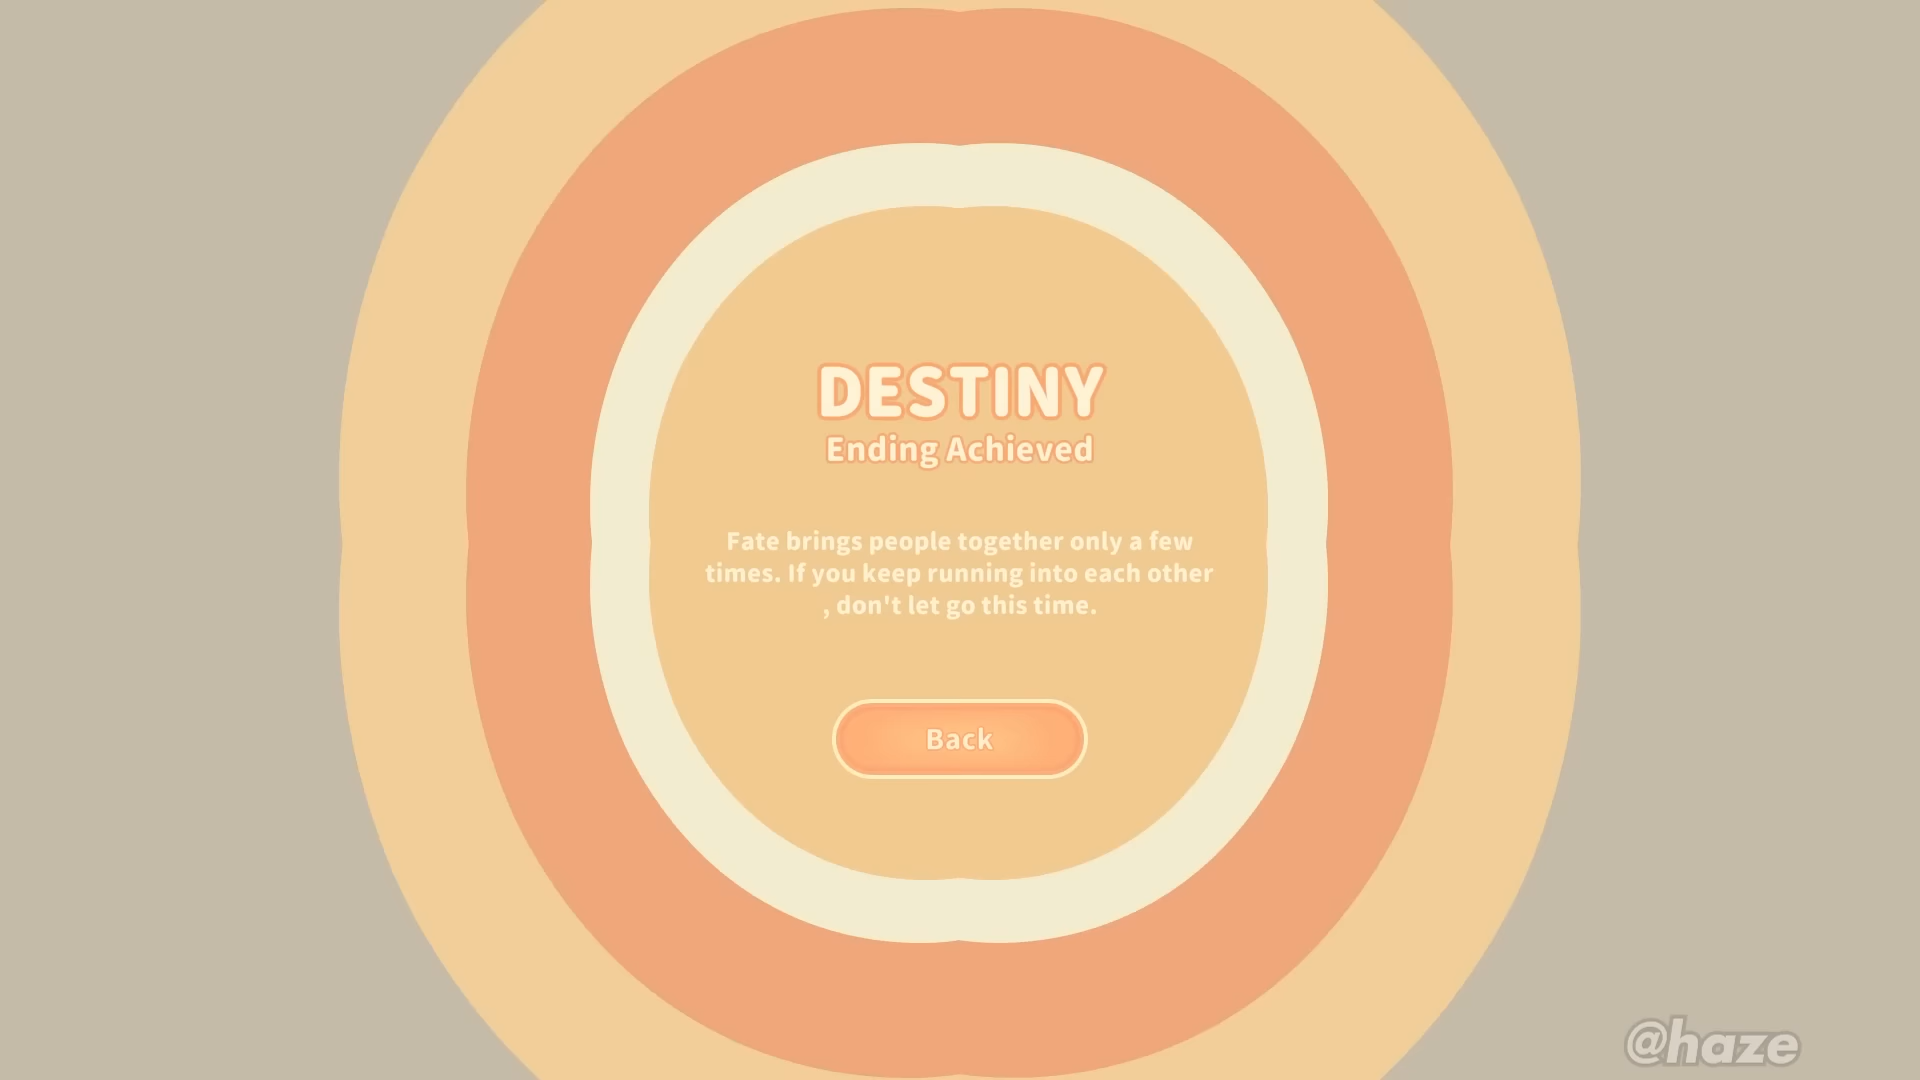 DESTINY
Ending Achieved
Fate brings people together only a few
times. If you keep running into each other
, don't let go this time.
Back
@haze